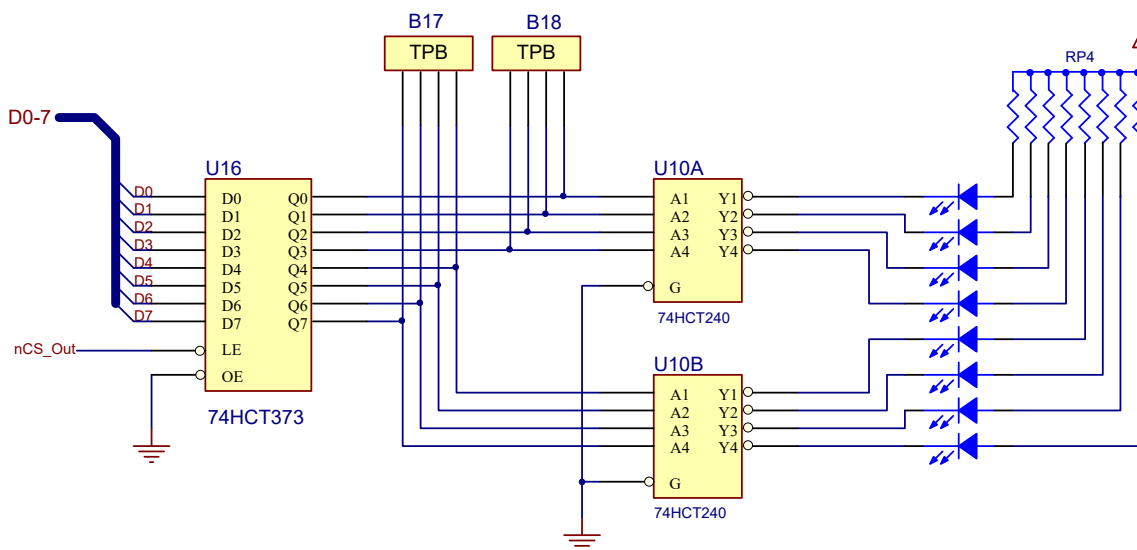 B17
B18
TPB
TPB
RP4
D0-7
U16
U10A
D0
D1
D2
D3
D4
D5
D6
D7
D0
D1
D2
D3
D4
D5
D6
D7
LE
OE
Q0
Q1
Q2
Q3
Q4
Q5
Q6
Q7
nCS_Out
74HCT373
A1
A2
A3
A4
G
Y1
Y2
Y3
Y4
74HCT240
U10B
A1
A2
A3
A4
G
Y1
Y2
Y3
Y4
74HCT240